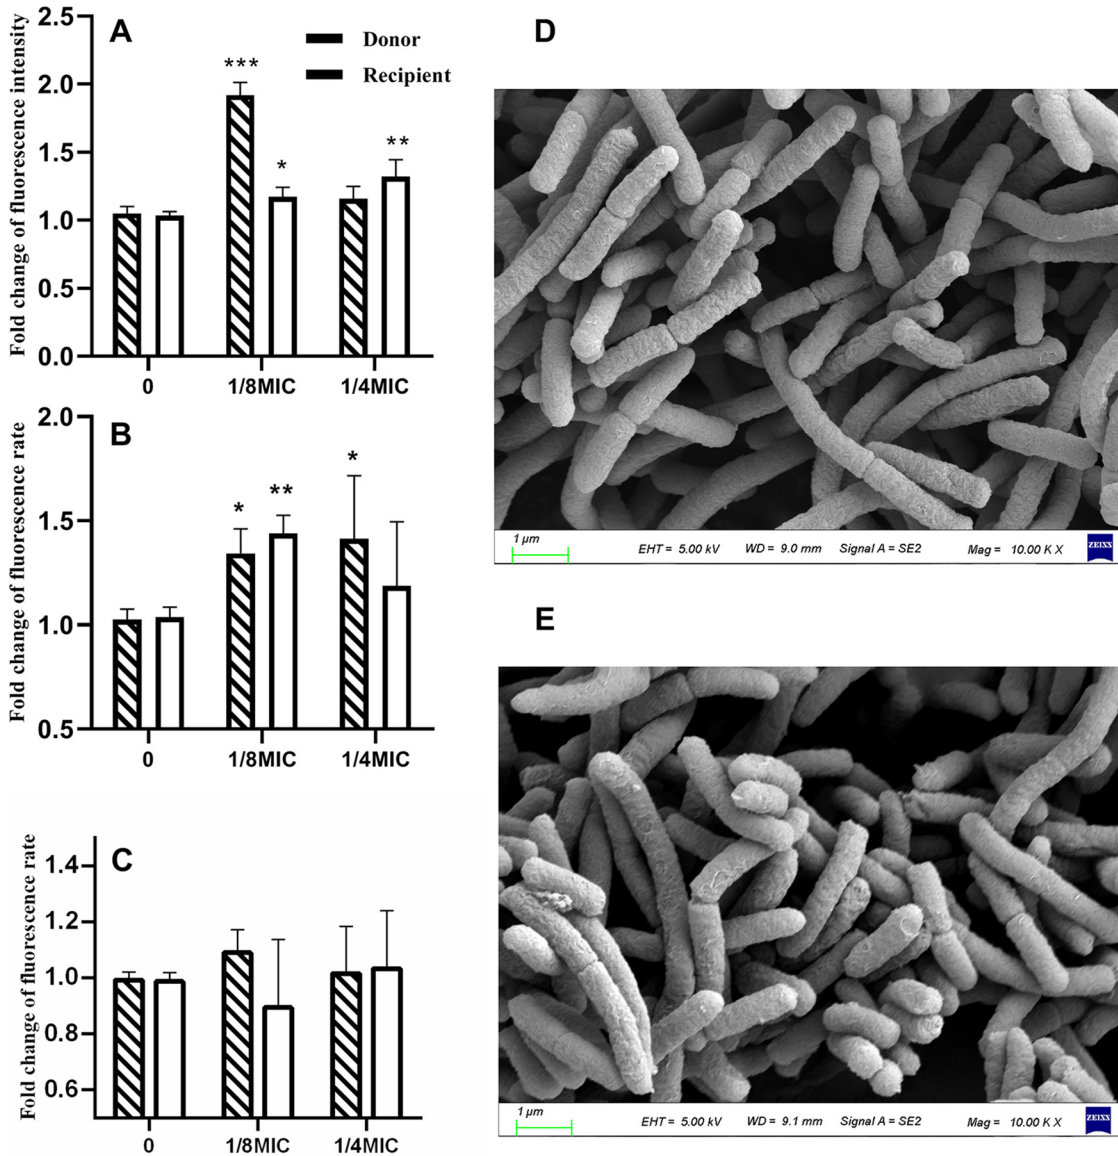 A
Donor
Recipient
Fold change of fluorescence intensity
2.5
2.0
1.5
1.0
0.5
0.0
***
*
**
0 1/8MIC 1/4MIC
B
Fold change of fluorescence rate
2.0
1.5
1.0
0.5
*
**
*
0 1/8MIC 1/4MIC
C
Fold change of fluorescence rate
1.4
1.2
1.0
0.8
0.6
0 1/8MIC 1/4MIC
D
1 µm EHT = 5.00 kV WD = 9.0 mm Signal A = SE2 Mag = 10.00 K X ZEISS
E
1 µm EHT = 5.00 kV WD = 9.1 mm Signal A = SE2 Mag = 10.00 K X ZEISS